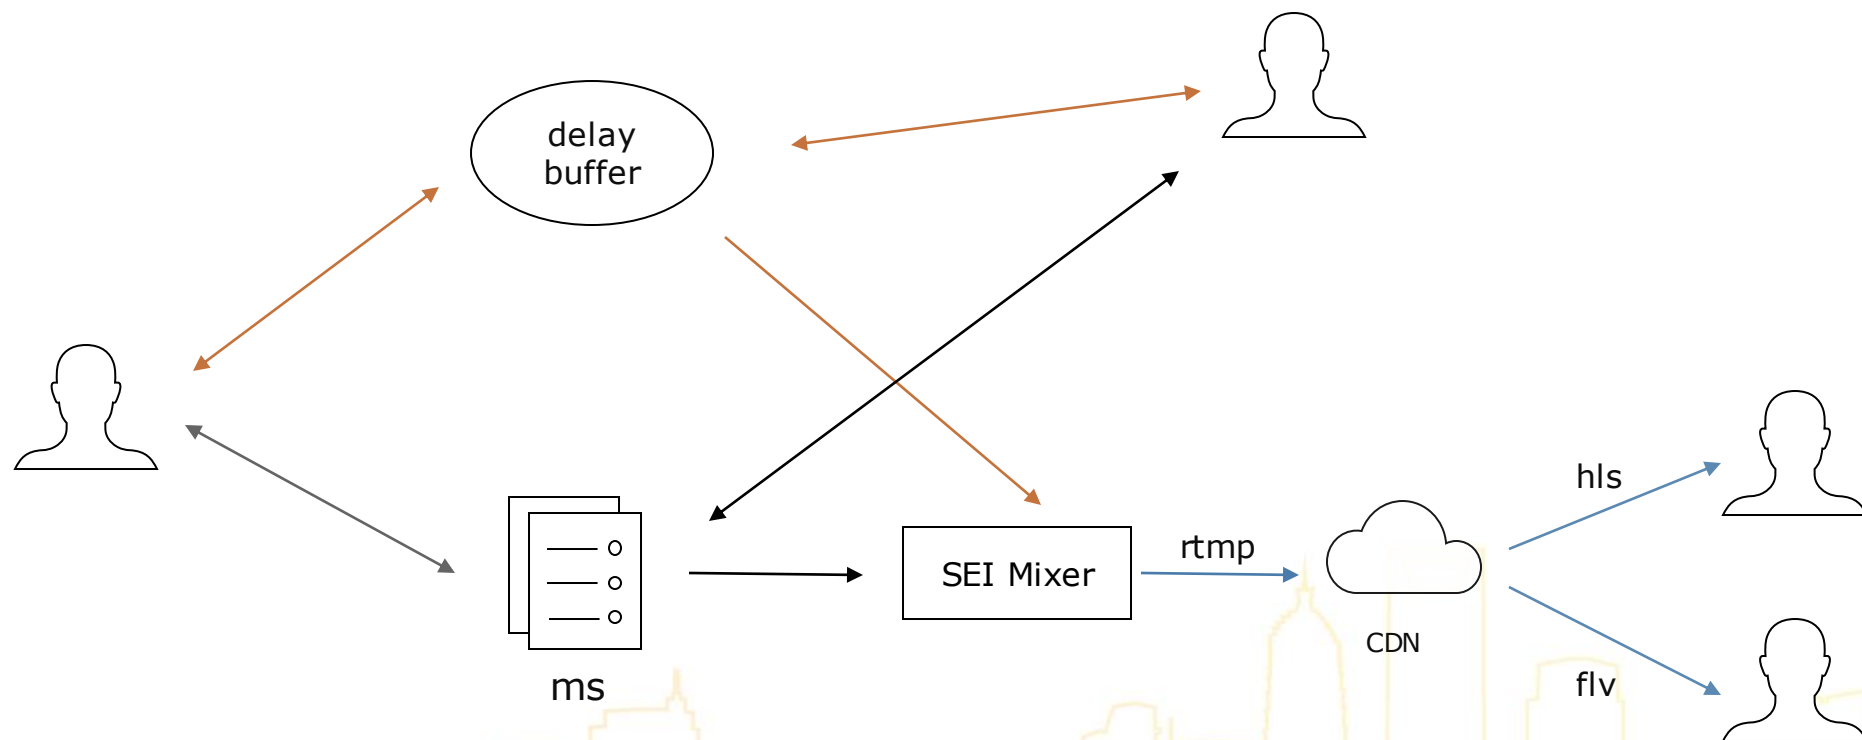 delay
buffer
hls
rtmp
SEI Mixer
CDN
flv
ms